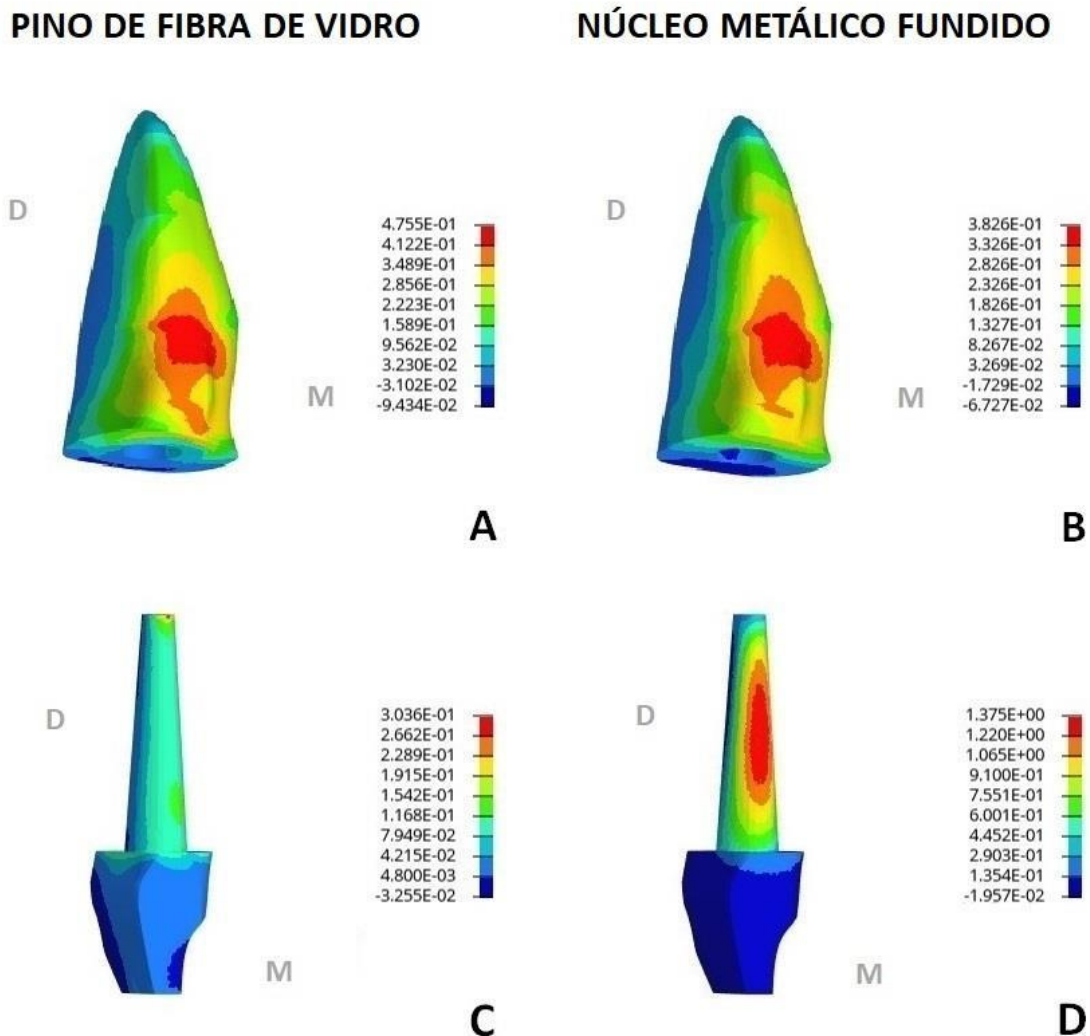 PINO DE FIBRA DE VIDRO
NÚCLEO METÁLICO FUNDIDO
D
4.755E-01
4.122E-01
3.489E-01
2.856E-01
2.223E-01
1.589E-01
9.562E-02
3.230E-02
-3.102E-02
-9.434E-02
M
A
D
3.826E-01
3.326E-01
2.826E-01
2.326E-01
1.826E-01
1.327E-01
8.267E-02
3.269E-02
-1.729E-02
-6.727E-02
M
B
D
3.036E-01
2.662E-01
2.289E-01
1.915E-01
1.542E-01
1.168E-01
7.949E-02
4.215E-02
4.800E-03
-3.255E-02
M
C
D
1.375E+00
1.220E+00
1.065E+00
9.100E-01
7.551E-01
6.001E-01
4.452E-01
2.903E-01
1.354E-01
-1.957E-02
M
D